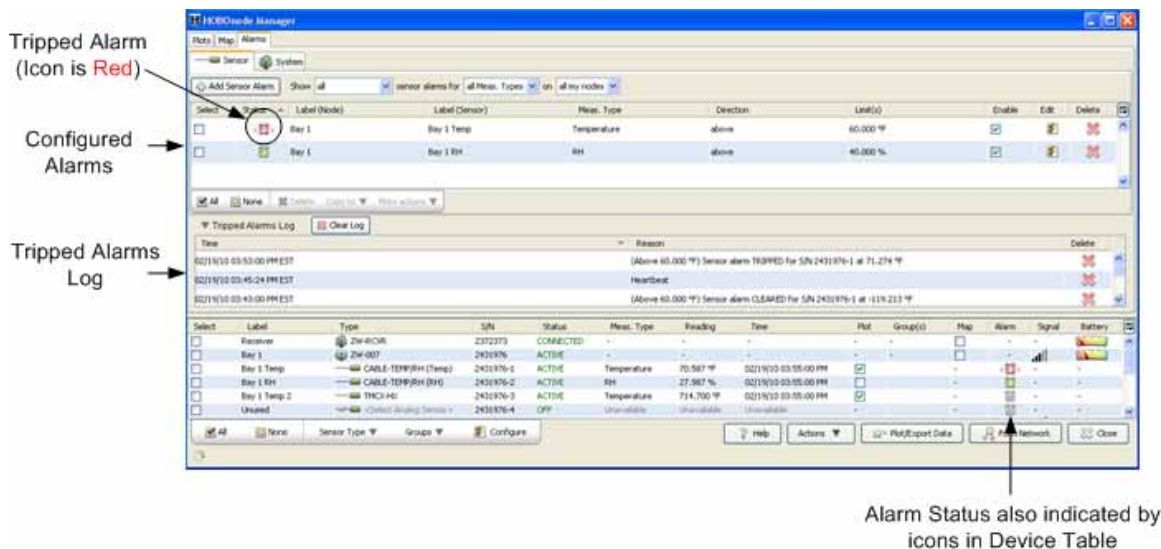 HOBOnode Manager
Plots Map Alarms
Tripped Alarm
(Icon is Red)
Sensor System
Add Sensor Alarm Show all sensor alarms for all Meas. Types on all my nodes
Select Status Label (Node) Label (Sensor) Meas. Type Direction Limit(s) Enable Edit Delete
Bay 1 Bay 1 Temp Temperature above 60.000 °F
Configured
Alarms
Bay 1 Bay 1 RH RH above 40.000 %
All None Delete Copy to More actions
Tripped Alarms Log Clear Log
Tripped Alarms
Log
Time Reason Delete
02/19/10 03:53:00 PM EST (Above 60.000 °F) Sensor alarm TRIPPED for S/N 2431976-1 at 71.274 °F
02/19/10 03:45:24 PM EST Heartbeat
02/19/10 03:43:00 PM EST (Above 60.000 °F) Sensor alarm CLEARED for S/N 2431976-1 at -119.213 °F
Select Label Type S/N Status Meas. Type Reading Time Plot Group(s) Map Alarm Signal Battery
Receiver ZW-RCVR 2372373 CONNECTED - - - - - - -
Bay 1 ZW-007 2431976 ACTIVE - - - - - -
Bay 1 Temp CABLE-TEMP/RH (Temp) 2431976-1 ACTIVE Temperature 70.587 °F 02/19/10 03:55:00 PM - - -
Bay 1 RH CABLE-TEMP/RH (RH) 2431976-2 ACTIVE RH 27.987 % 02/19/10 03:55:00 PM - - -
Bay 1 Temp 2 TMCX-HD 2431976-3 ACTIVE Temperature 714.700 °F 02/19/10 03:55:00 PM - - -
Unused <Select Analog Sensor> 2431976-4 OFF Unavailable Unavailable Unavailable - - - -
All None Sensor Type Groups Configure Help Actions Plot/Export Data Network Close
Alarm Status also indicated by
icons in Device Table